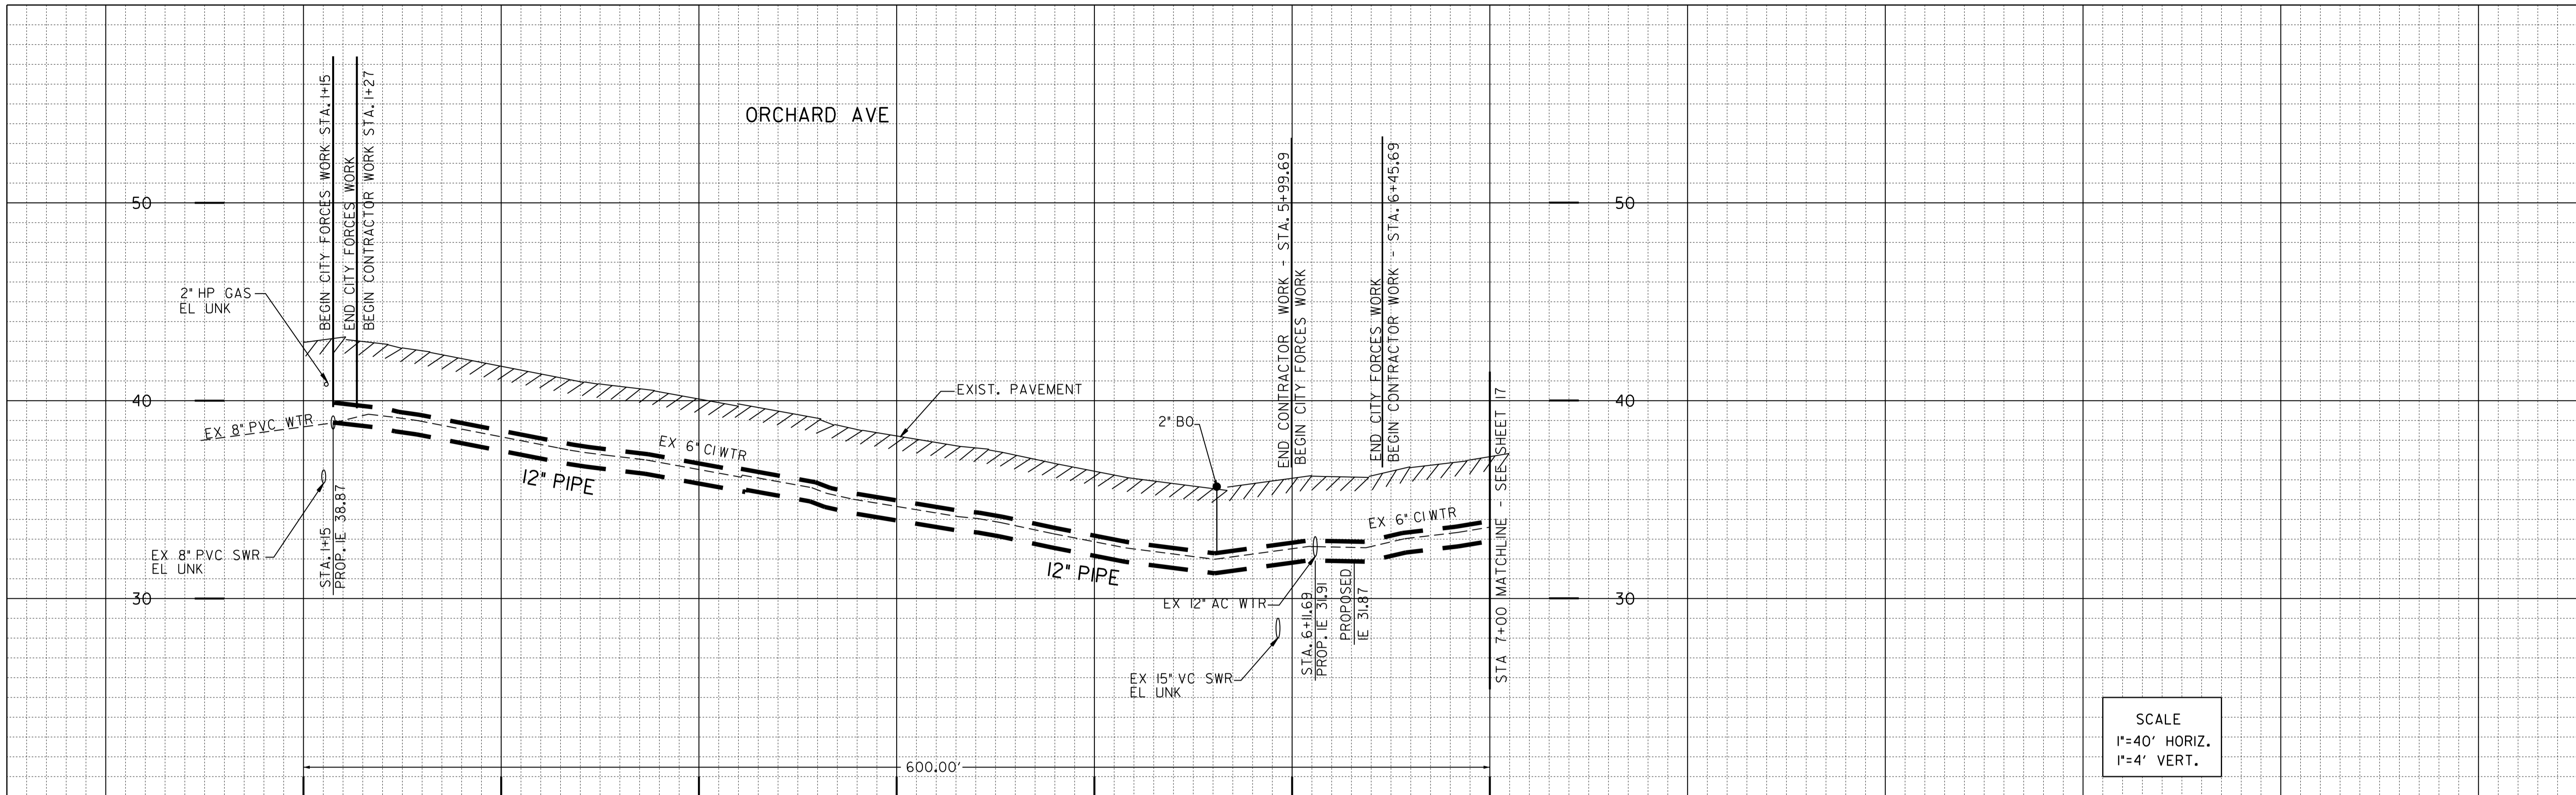 ORCHARD AVE
BEGIN CITY FORCES WORK STA. 1+15
END CITY FORCES WORK
BEGIN CONTRACTOR WORK STA. 1+27
END CONTRACTOR WORK - STA. 5+99.69
BEGIN CITY FORCES WORK
END CITY FORCES WORK
BEGIN CONTRACTOR WORK - STA. 6+45.69
50
50
2" HP GAS
EL UNK
40
40
EXIST. PAVEMENT
2" BO
EX 8" PVC WTR
EX 6" CI WTR
12" PIPE
STA. 1+15
PROP. IE 38.87
EX 8" PVC SWR
EL UNK
12" PIPE
EX 6" CI WTR
STA 7+00 MATCHLINE - SEE SHEET 17
30
30
EX 12" AC WTR
STA. 6+11.69
PROP. IE 31.91
PROPOSED
IE 31.87
EX 15" VC SWR
EL UNK
600.00'
SCALE
1"=40' HORIZ.
1"=4' VERT.